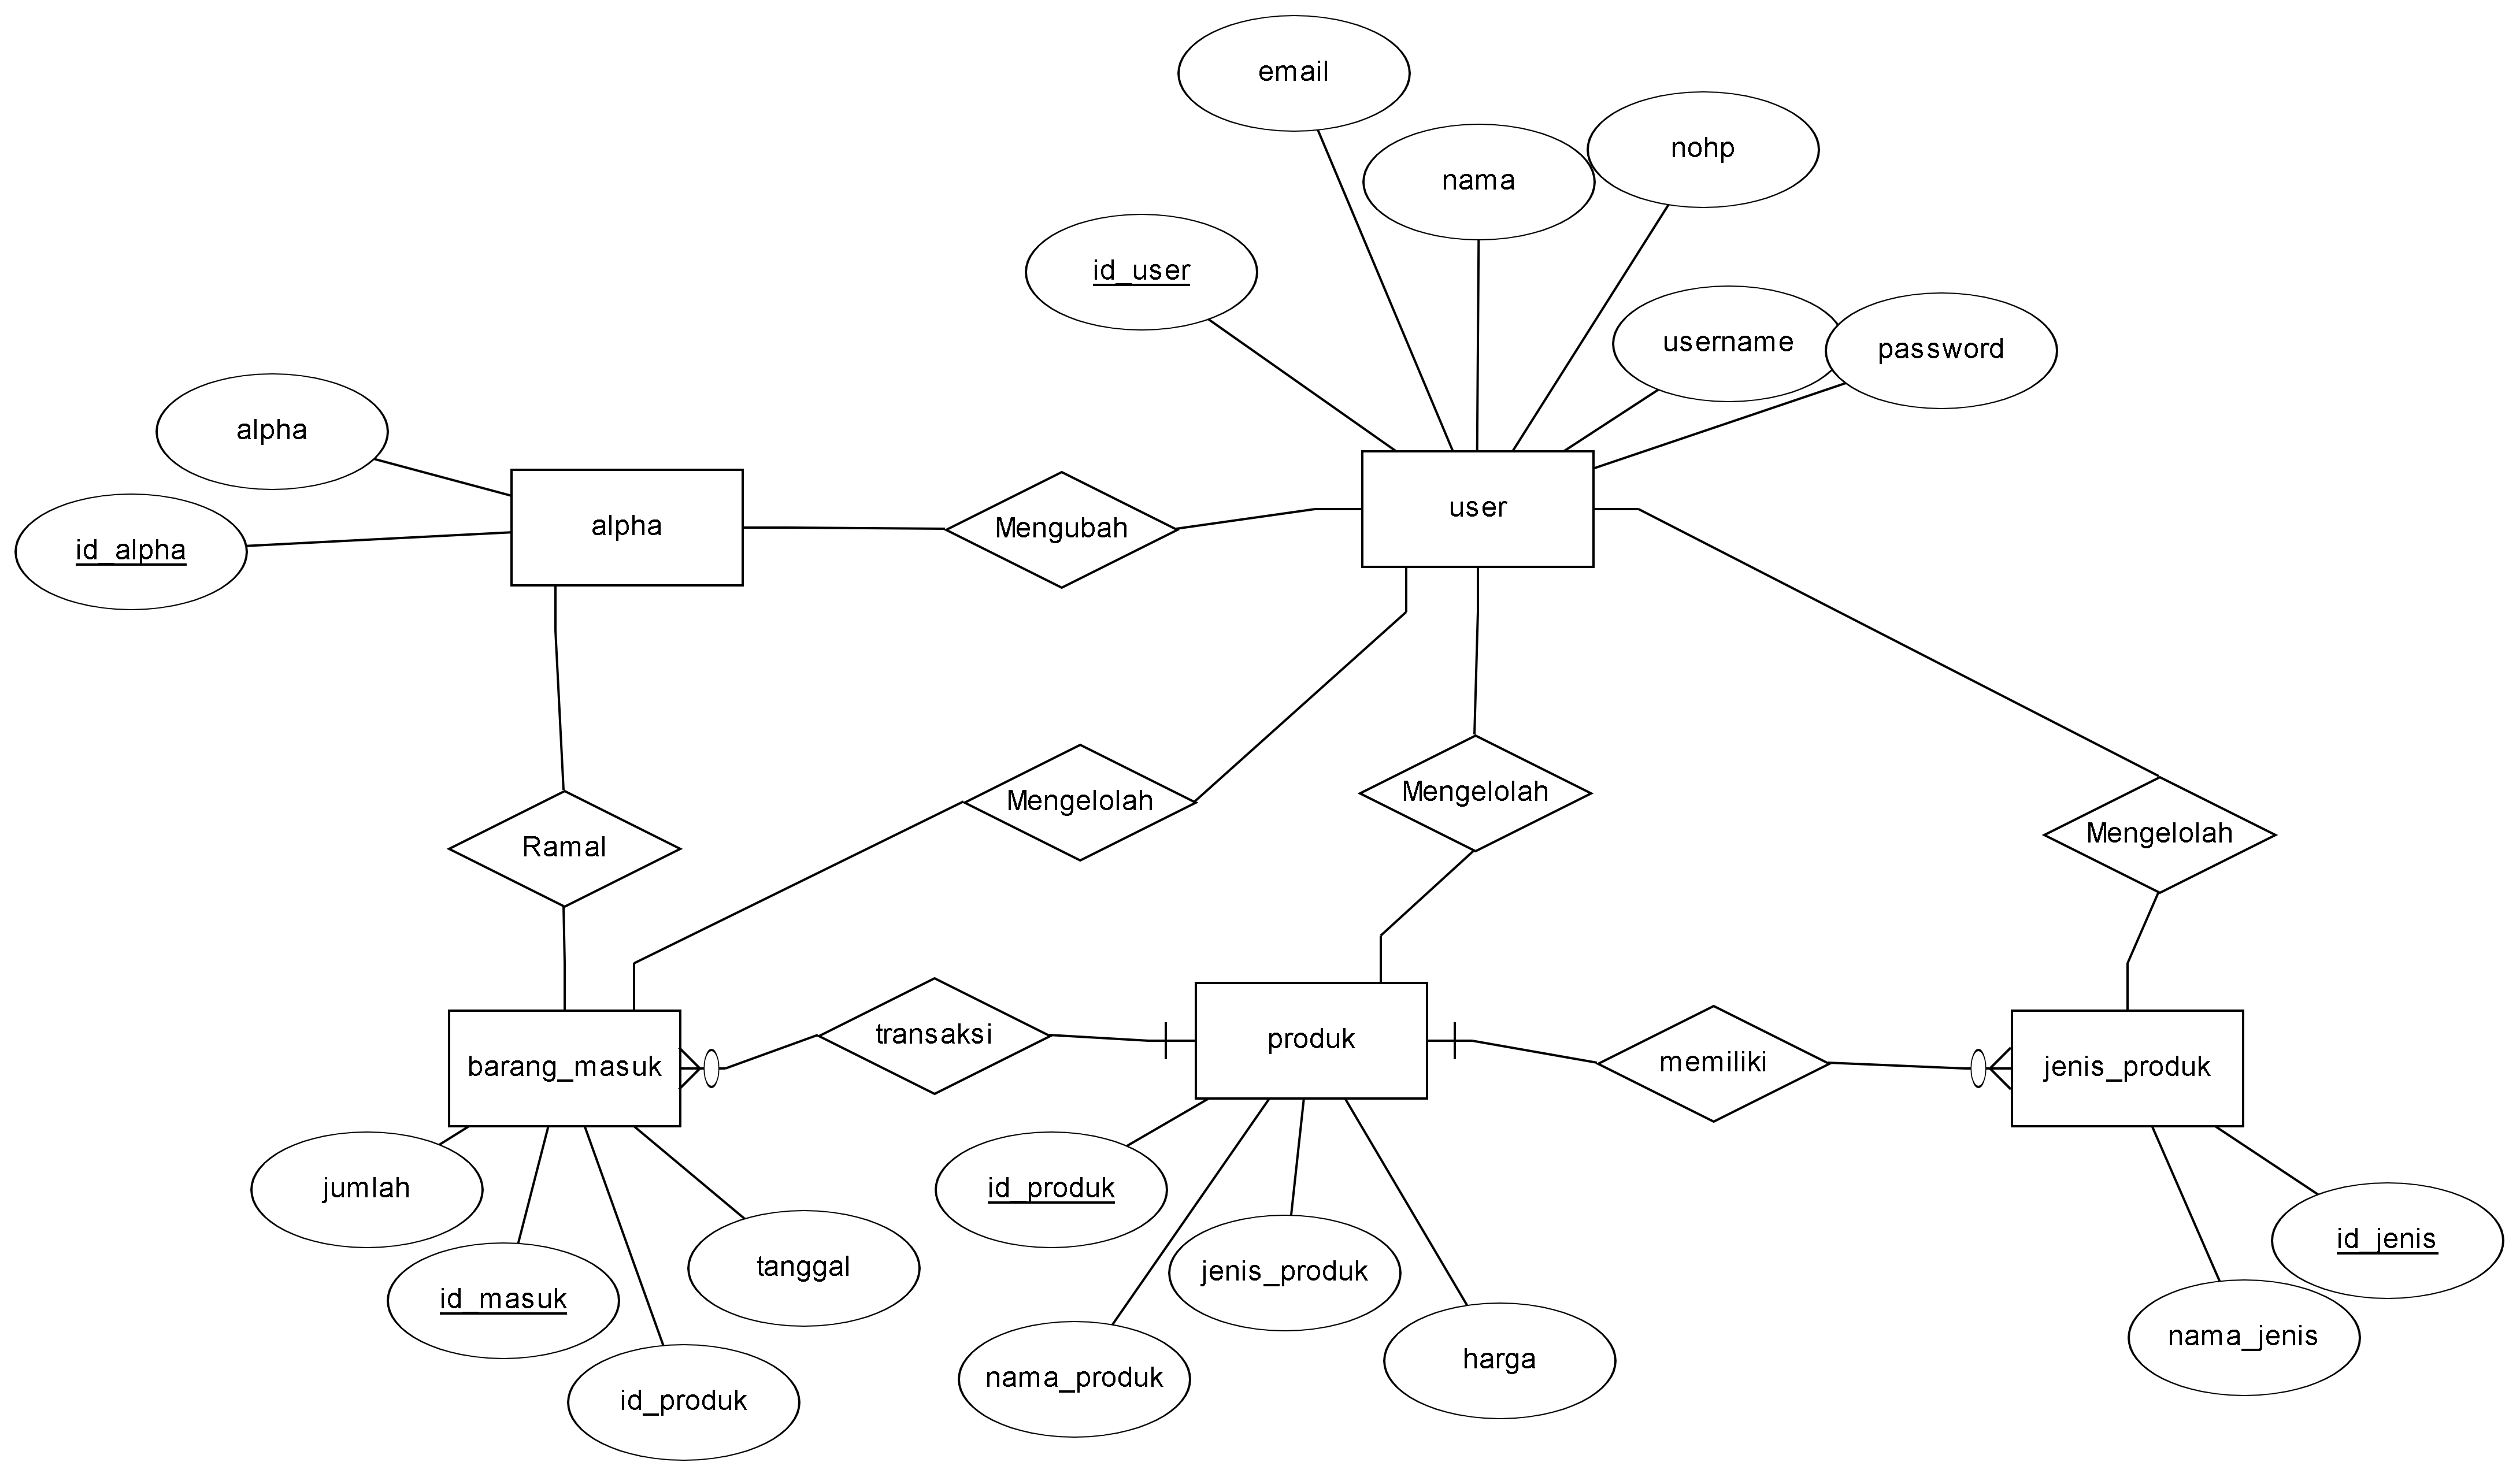 email
nohp
nama
id_user
username
password
alpha
id_alpha
alpha
Mengubah
user
Mengelolah
Mengelolah
Mengelolah
Ramal
transaksi
produk
memiliki
barang_masuk
jenis_produk
jumlah
id_produk
id_jenis
tanggal
jenis_produk
id_masuk
nama_jenis
harga
nama_produk
id_produk